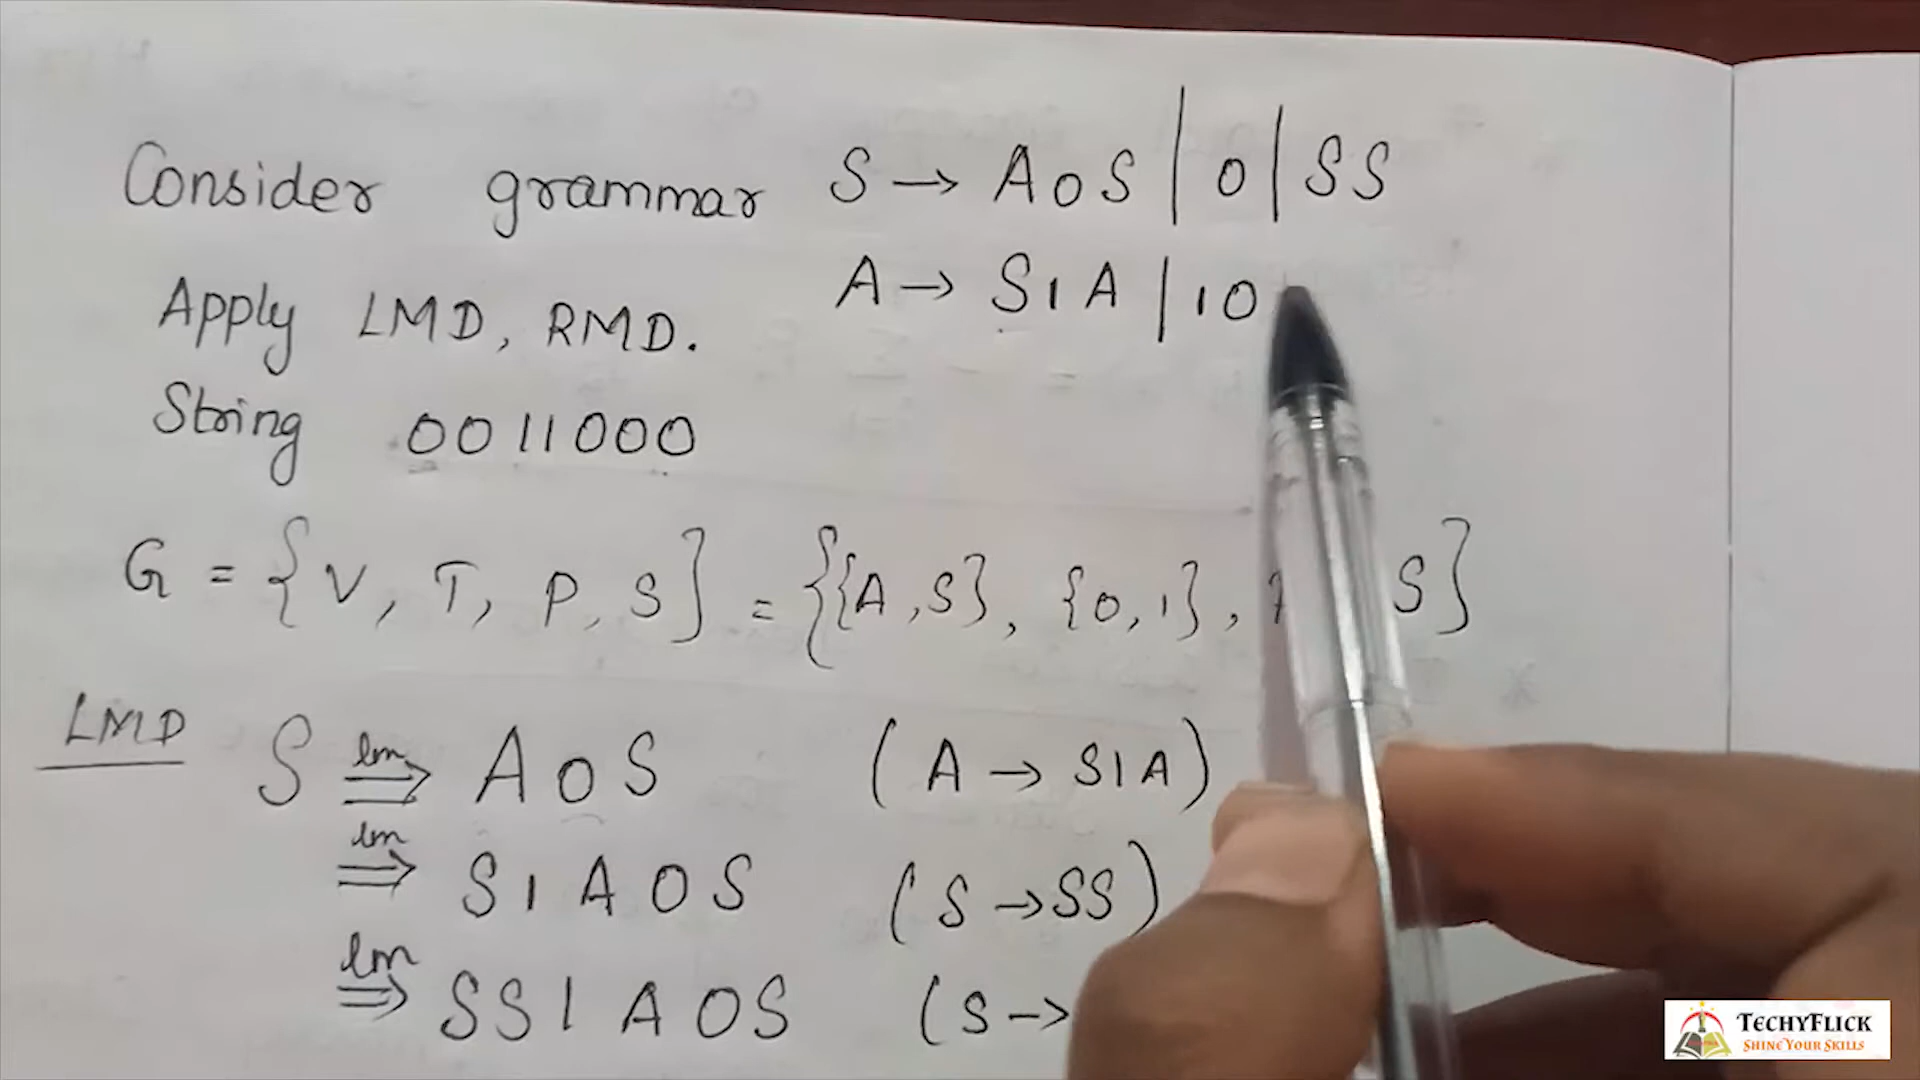 Consider grammar S → A0S | 0 | SS
A → S1A | 10
Apply LMD, RMD.
String 0011000
G = {V, T, P, S} = {{A, S}, {0, 1}, S}
LMD S lm⇒ A0S (A → S1A)
lm⇒ S1A0S (S → SS)
lm⇒ SS1A0S (S →
TECHYFLICK
SHINE YOUR SKILLS